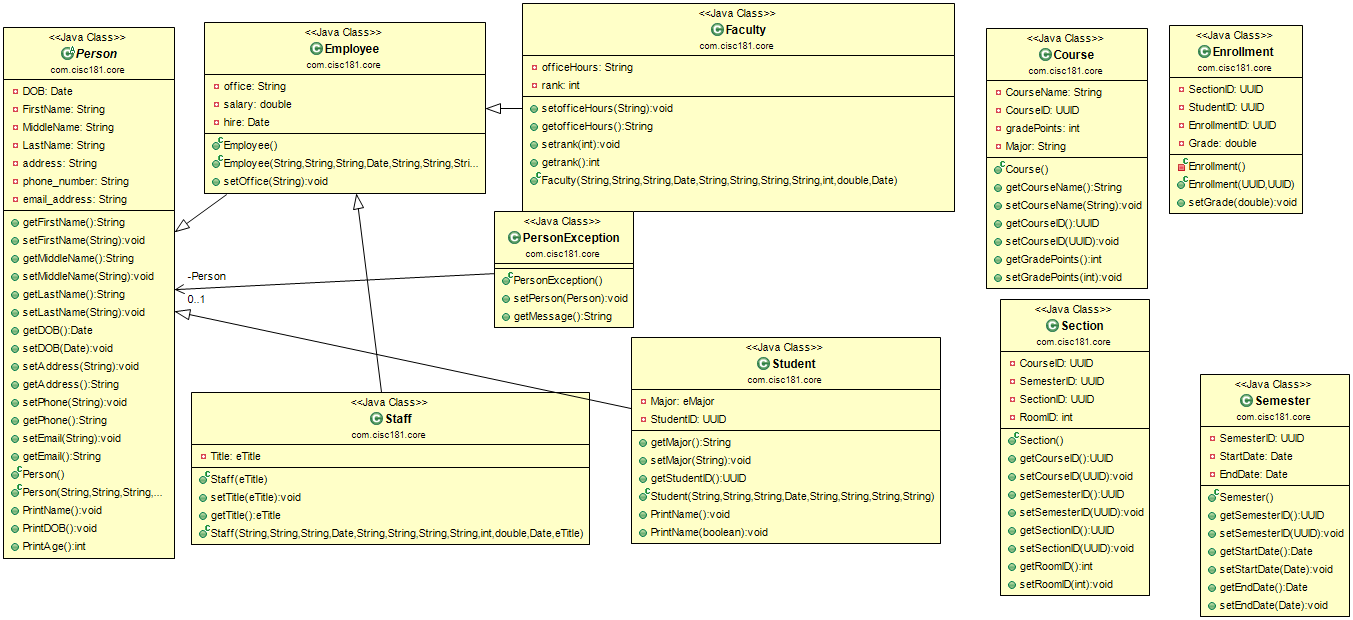 <<Java Class>>
Person
com.cisc181.core
DOB: Date
FirstName: String
MiddleName: String
LastName: String
address: String
phone_number: String
email_address: String
getFirstName():String
setFirstName(String):void
getMiddleName():String
setMiddleName(String):void
getLastName():String
setLastName(String):void
getDOB():Date
setDOB(Date):void
setAddress(String):void
getAddress():String
setPhone(String):void
getPhone():String
setEmail(String):void
getEmail():String
Person()
Person(String,String,String,...
PrintName():void
PrintDOB():void
PrintAge():int
<<Java Class>>
Employee
com.cisc181.core
office: String
salary: double
hire: Date
Employee()
Employee(String,String,String,Date,String,String,Stri...
setOffice(String):void
<<Java Class>>
Faculty
com.cisc181.core
officeHours: String
rank: int
setofficeHours(String):void
getofficeHours():String
setrank(int):void
getrank():int
Faculty(String,String,String,Date,String,String,String,String,int,double,Date)
<<Java Class>>
PersonException
com.cisc181.core
PersonException()
setPerson(Person):void
getMessage():String
-Person
0..1
<<Java Class>>
Staff
com.cisc181.core
Title: eTitle
Staff(eTitle)
setTitle(eTitle):void
getTitle():eTitle
Staff(String,String,String,Date,String,String,String,String,int,double,Date,eTitle)
<<Java Class>>
Student
com.cisc181.core
Major: eMajor
StudentID: UUID
getMajor():String
setMajor(String):void
getStudentID():UUID
Student(String,String,String,Date,String,String,String,String)
PrintName():void
PrintName(boolean):void
<<Java Class>>
Course
com.cisc181.core
CourseName: String
CourseID: UUID
gradePoints: int
Major: String
Course()
getCourseName():String
setCourseName(String):void
getCourseID():UUID
setCourseID(UUID):void
getGradePoints():int
setGradePoints(int):void
<<Java Class>>
Enrollment
com.cisc181.core
SectionID: UUID
StudentID: UUID
EnrollmentID: UUID
Grade: double
Enrollment()
Enrollment(UUID,UUID)
setGrade(double):void
<<Java Class>>
Section
com.cisc181.core
CourseID: UUID
SemesterID: UUID
SectionID: UUID
RoomID: int
Section()
getCourseID():UUID
setCourseID(UUID):void
getSemesterID():UUID
setSemesterID(UUID):void
getSectionID():UUID
setSectionID(UUID):void
getRoomID():int
setRoomID(int):void
<<Java Class>>
Semester
com.cisc181.core
SemesterID: UUID
StartDate: Date
EndDate: Date
Semester()
getSemesterID():UUID
setSemesterID(UUID):void
getStartDate():Date
setStartDate(Date):void
getEndDate():Date
setEndDate(Date):void